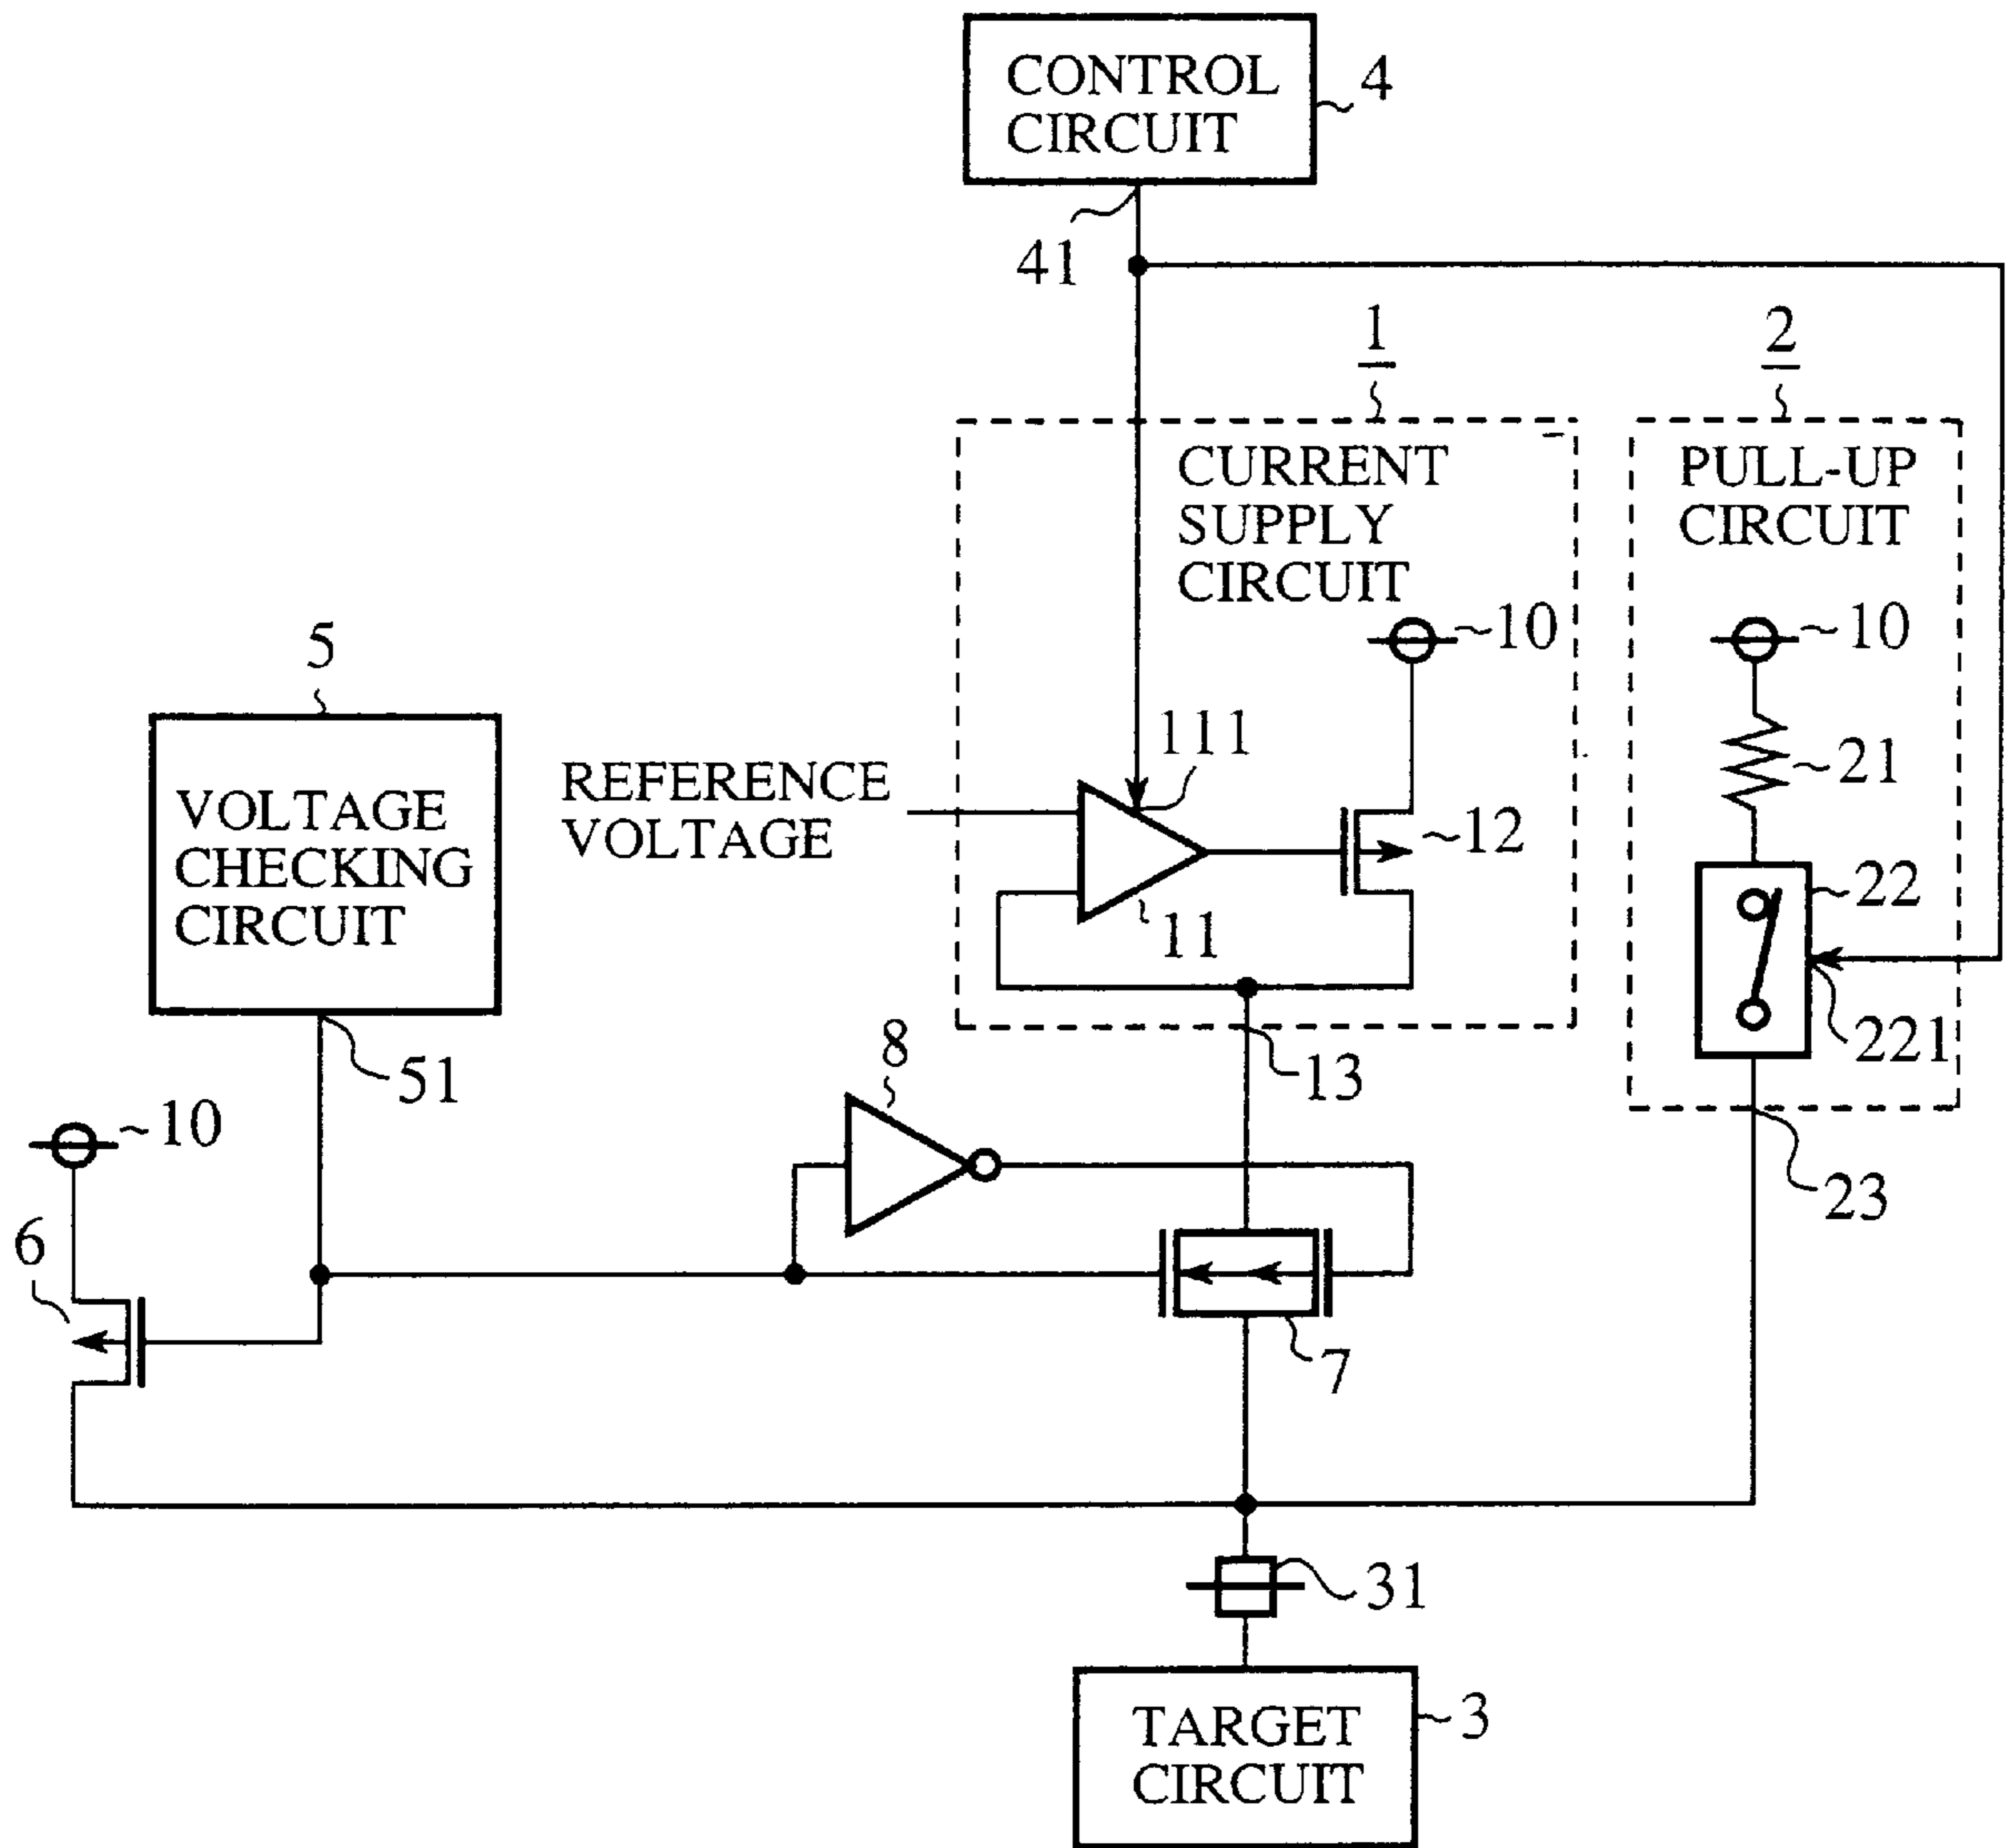 CONTROL
CIRCUIT
4
41
1
2
CURRENT
SUPPLY
CIRCUIT
PULL-UP
CIRCUIT
10
10
5
VOLTAGE
CHECKING
CIRCUIT
REFERENCE
VOLTAGE
111
12
11
21
22
221
51
8
13
23
10
6
7
31
TARGET
CIRCUIT
3